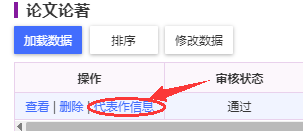 论文论著
加载数据 排序 修改数据
操作 审核状态
查看 | 删除 | 代表作信息 通过